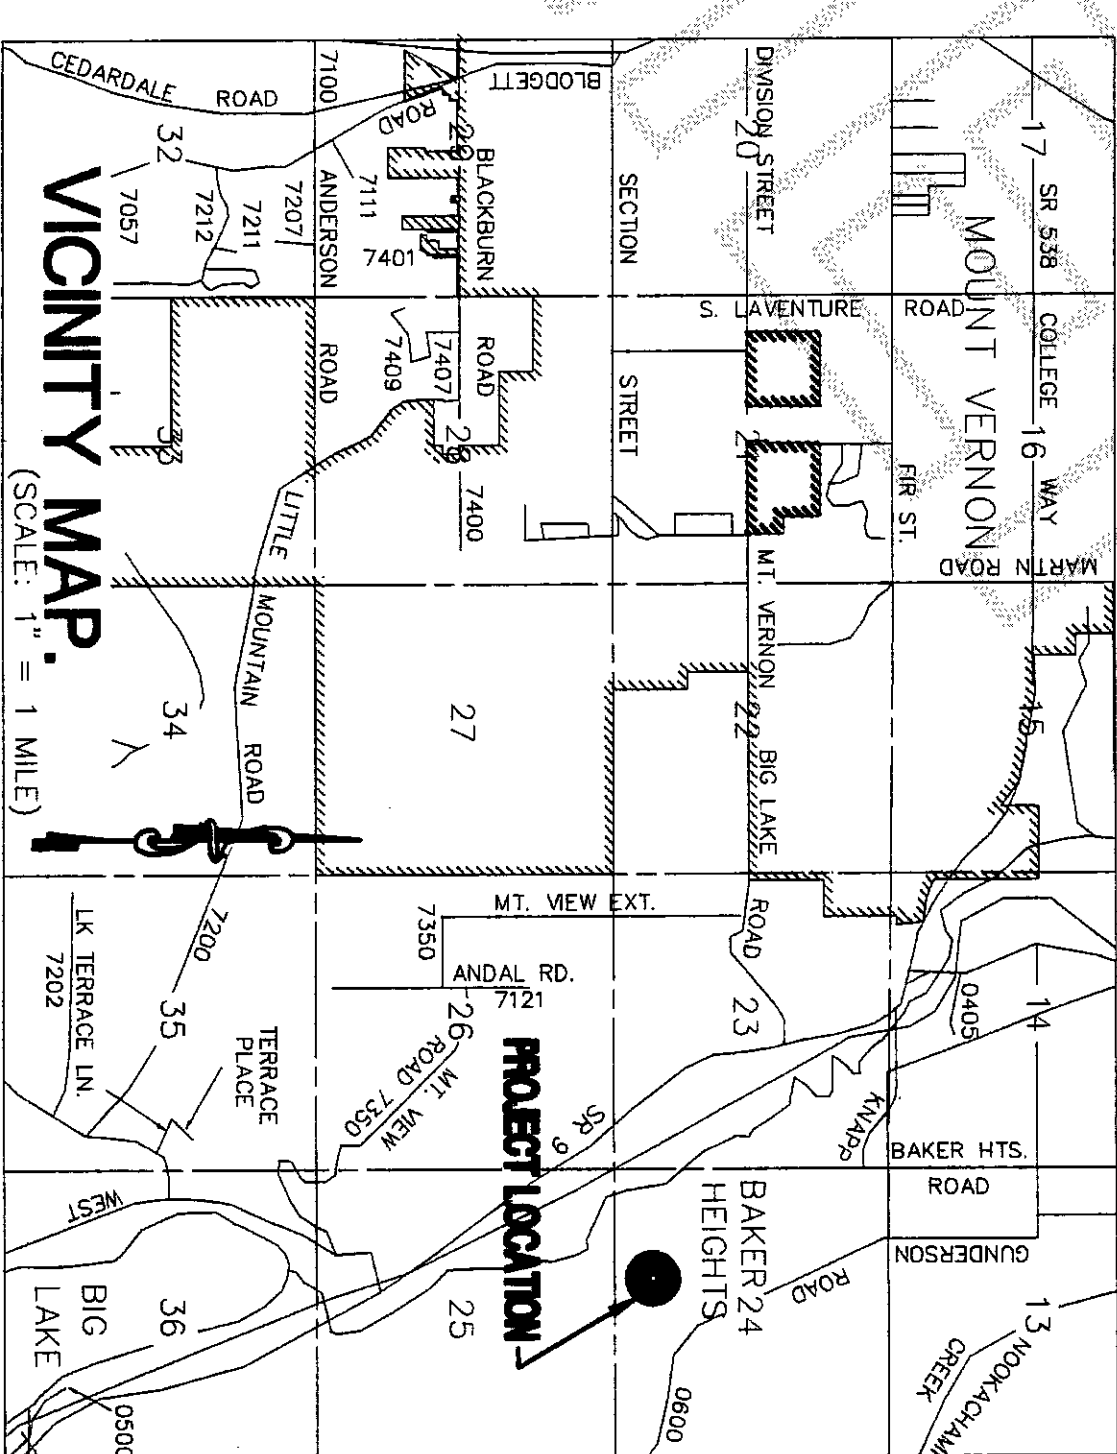 17
SR 538
COLLEGE
16
WAY
MARTIN ROAD
15
14
13
NOOKACHAM
CREEK
MOUNT VERNON
FIR ST.
0405
KNAPP
BAKER HTS.
ROAD
GUNDERSON
ROAD
DIVISION STREET
20
S. LAVENTURE
ROAD
21
MT. VERNON
22
BIG LAKE
ROAD
23
BAKER 24
HEIGHTS
BLODGETT
ROAD
SECTION
STREET
MT. VIEW EXT.
SR 9
0600
PROJECT LOCATION
29
BLACKBURN
ROAD
28
7400
27
7350
ANDAL RD.
7121
26
MT. VIEW
ROAD 7350
25
7100
ANDERSON
ROAD
7111
7401
7407
7409
CEDARDALE
ROAD
32
7207
7211
7212
7057
33
LITTLE
MOUNTAIN
ROAD
34
7200
35
TERRACE
PLACE
LK TERRACE LN.
7202
WEST
36
BIG
LAKE
0500
VICINITY MAP.
(SCALE: 1" = 1 MILE)